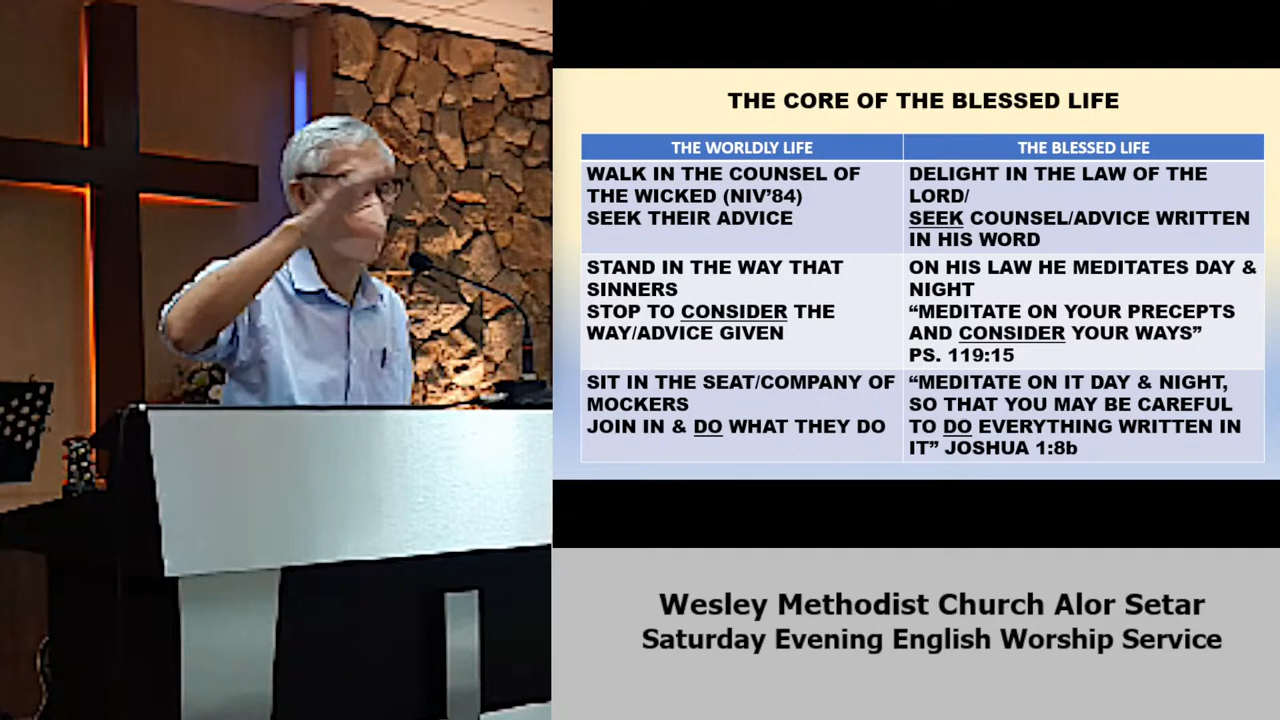 THE CORE OF THE BLESSED LIFE
THE WORLDLY LIFE
THE BLESSED LIFE
WALK IN THE COUNSEL OF
THE WICKED (NIV'84)
SEEK THEIR ADVICE
DELIGHT IN THE LAW OF THE
LORD/
SEEK COUNSEL/ADVICE WRITTEN
IN HIS WORD
STAND IN THE WAY THAT
SINNERS
STOP TO CONSIDER THE
WAY/ADVICE GIVEN
ON HIS LAW HE MEDITATES DAY &
NIGHT
“MEDITATE ON YOUR PRECEPTS
AND CONSIDER YOUR WAYS”
PS. 119:15
SIT IN THE SEAT/COMPANY OF
MOCKERS
JOIN IN & DO WHAT THEY DO
“MEDITATE ON IT DAY & NIGHT,
SO THAT YOU MAY BE CAREFUL
TO DO EVERYTHING WRITTEN IN
IT” JOSHUA 1:8b
Wesley Methodist Church Alor Setar
Saturday Evening English Worship Service